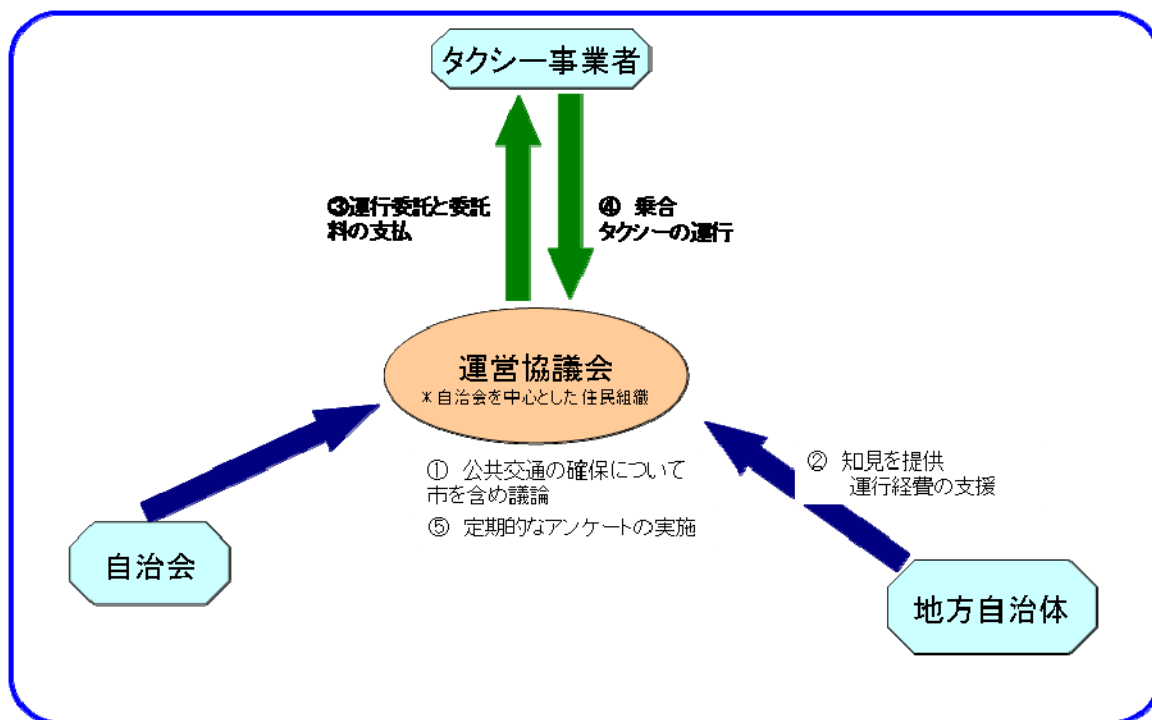 タクシー事業者
③運行委託と委託
料の支払
④ 乗合
タクシーの運行
運営協議会
*自治会を中心とした住民組織
① 公共交通の確保について
市を含め議論
⑤ 定期的なアンケートの実施
② 知見を提供
運行経費の支援
自治会
地方自治体